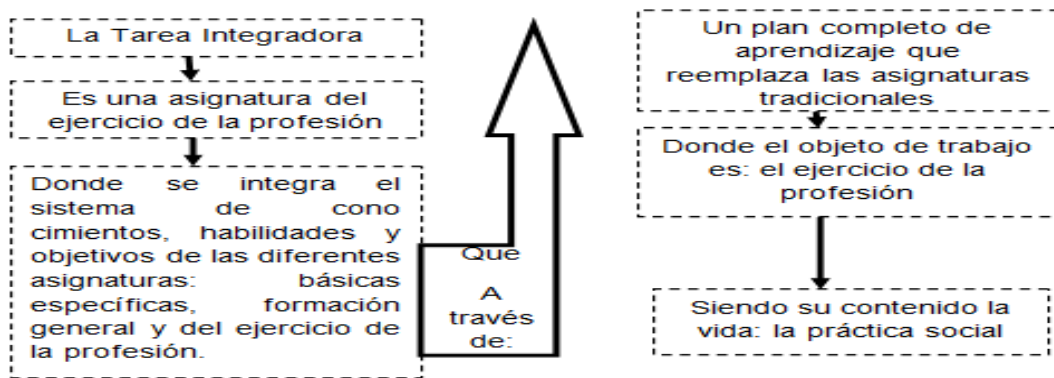 La Tarea Integradora
Es una asignatura del
ejercicio de la profesión
Donde se integra el
sistema de cono
cimientos, habilidades y
objetivos de las diferentes
asignaturas: básicas
específicas, formación
general y del ejercicio de
la profesión.
Que
A
través
de:
Un plan completo de
aprendizaje que
reemplaza las asignaturas
tradicionales
Donde el objeto de trabajo
es: el ejercicio de la
profesión
Siendo su contenido la
vida: la práctica social